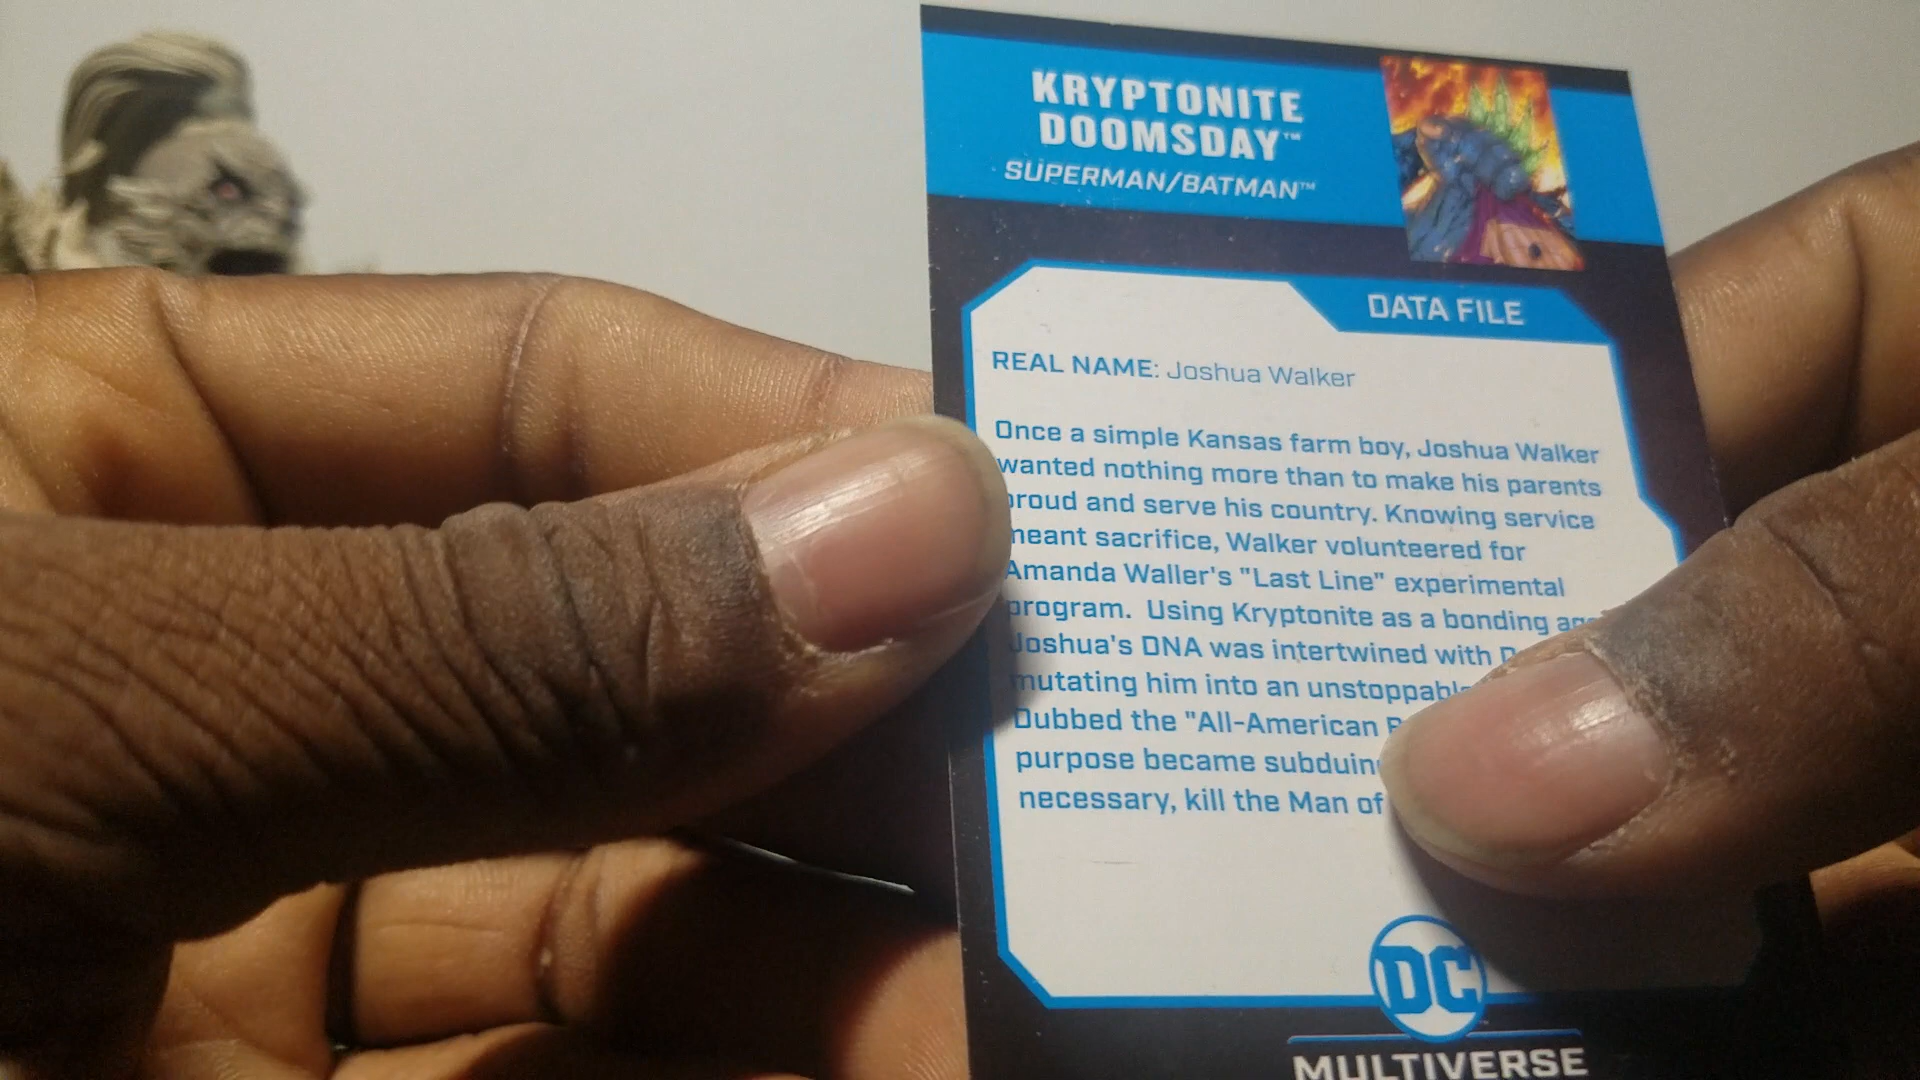 KRYPTONITE
DOOMSDAY™
SUPERMAN/BATMAN™
DATA FILE
REAL NAME: Joshua Walker
Once a simple Kansas farm boy, Joshua Walker
wanted nothing more than to make his parents
proud and serve his country. Knowing service
meant sacrifice, Walker volunteered for
Amanda Waller's "Last Line" experimental
program. Using Kryptonite as a bonding
Joshua's DNA was intertwined with
mutating him into an unstoppable
Dubbed the "All-American
purpose became subduing
necessary, kill the Man of
DC
MULTIVERSE